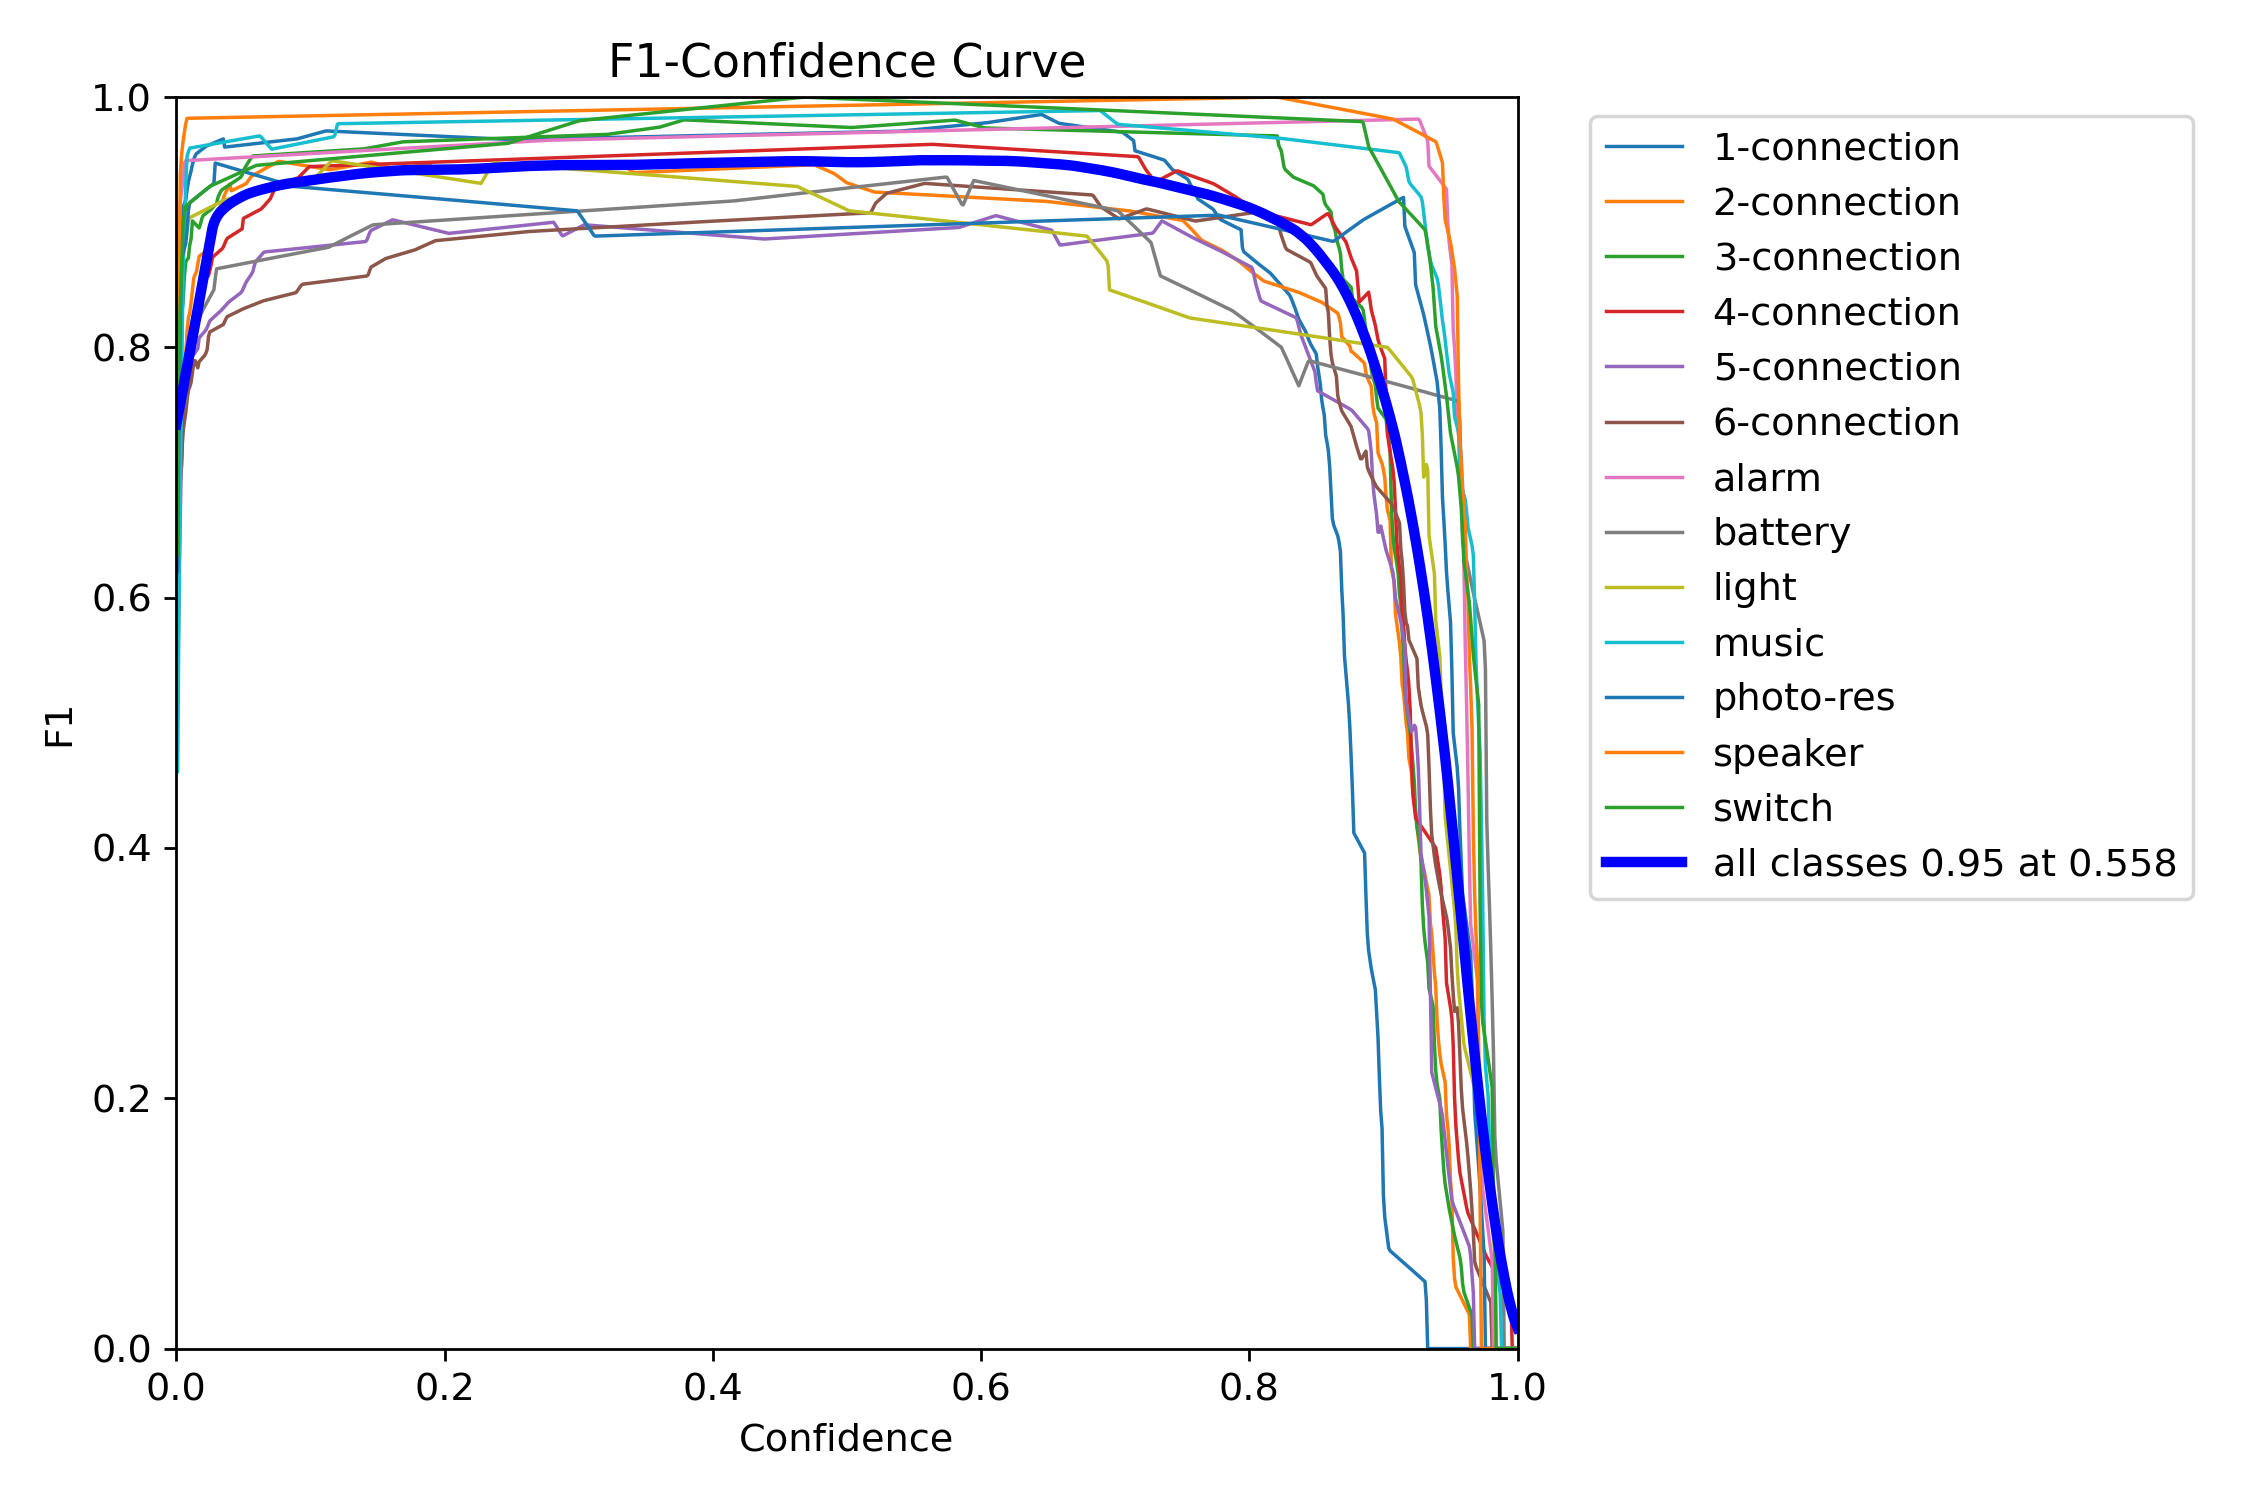 F1-Confidence Curve
1.0
0.8
0.6
0.4
0.2
0.0
F1
0.0 0.2 0.4 0.6 0.8 1.0
Confidence
1-connection
2-connection
3-connection
4-connection
5-connection
6-connection
alarm
battery
light
music
photo-res
speaker
switch
all classes 0.95 at 0.558